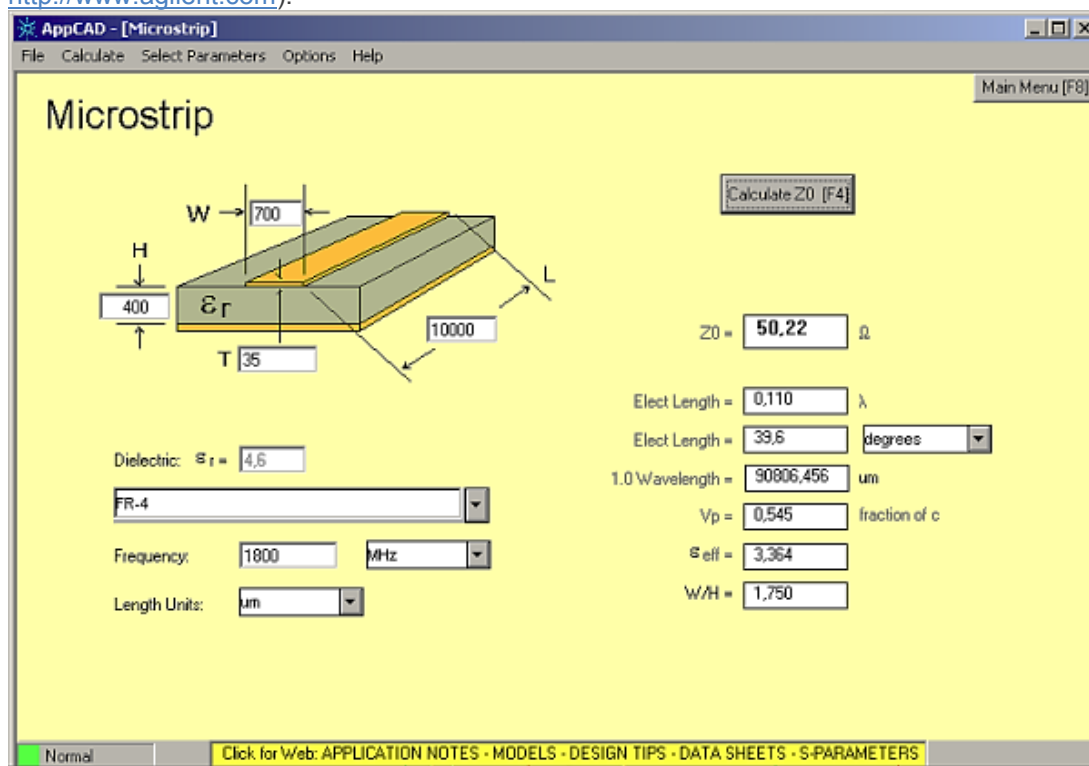 http://www.agilent.com).
AppCAD - [Microstrip]
File Calculate Select Parameters Options Help
Main Menu [F8]
Microstrip
Calculate Z0 [F4]
W 700
H
400
εr
L
10000
T 35
Z0 = 50,22 Ω
Elect Length = 0,110 λ
Elect Length = 39,6 degrees
1.0 Wavelength = 90806,456 um
Vp = 0,545 fraction of c
εeff = 3,364
W/H = 1,750
Dielectric: εr = 4,6
FR-4
Frequency: 1800 MHz
Length Units: um
Normal
Click for Web: APPLICATION NOTES - MODELS - DESIGN TIPS - DATA SHEETS - S-PARAMETERS